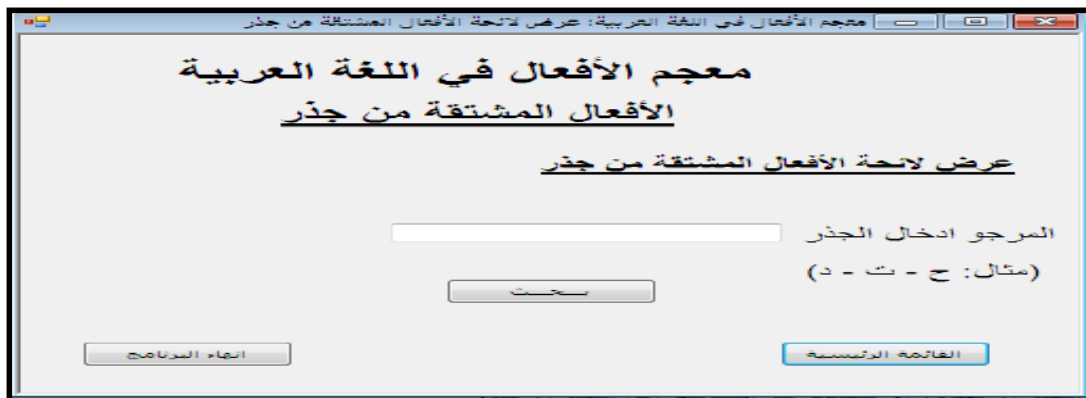 معجم الأفعال في اللغة العربية: عرض لائحة الأفعال المشتقة من جذر
معجم الأفعال في اللغة العربية
الأفعال المشتقة من جذر
عرض لائحة الأفعال المشتقة من جذر
المرجو ادخال الجذر
(مثال: ح - ت - د)
بـــحـــث
القائمة الرئيسية
انهاء البرنامج